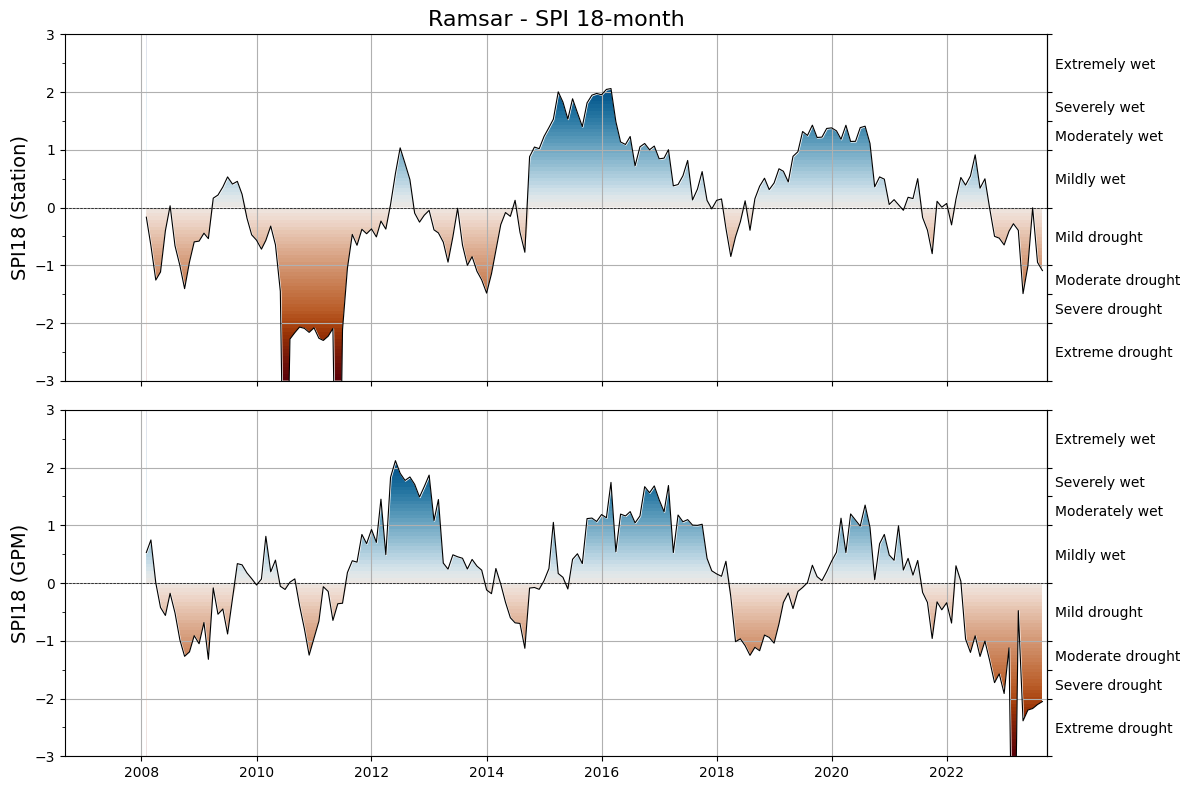 Ramsar - SPI 18-month
SPI18 (Station)
3
2
1
0
−1
−2
−3
Extremely wet
Severely wet
Moderately wet
Mildly wet
Mild drought
Moderate drought
Severe drought
Extreme drought
SPI18 (GPM)
3
2
1
0
−1
−2
−3
Extremely wet
Severely wet
Moderately wet
Mildly wet
Mild drought
Moderate drought
Severe drought
Extreme drought
2008 2010 2012 2014 2016 2018 2020 2022